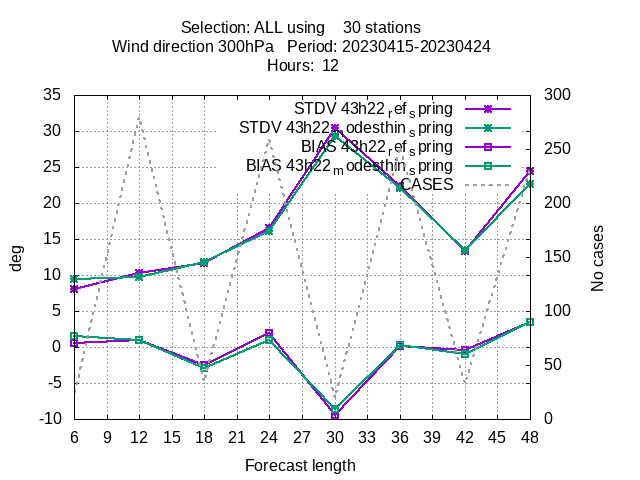 Selection: ALL using    30 stations
Wind direction 300hPa   Period: 20230415-20230424
Hours:  12
STDV 43h22_ref_spring
STDV 43h22_modesthin_spring
BIAS 43h22_ref_spring
BIAS 43h22_modesthin_spring
CASES
35
30
25
20
15
10
5
0
-5
-10
deg
300
250
200
150
100
50
0
No cases
6 9 12 15 18 21 24 27 30 33 36 39 42 45 48
Forecast length